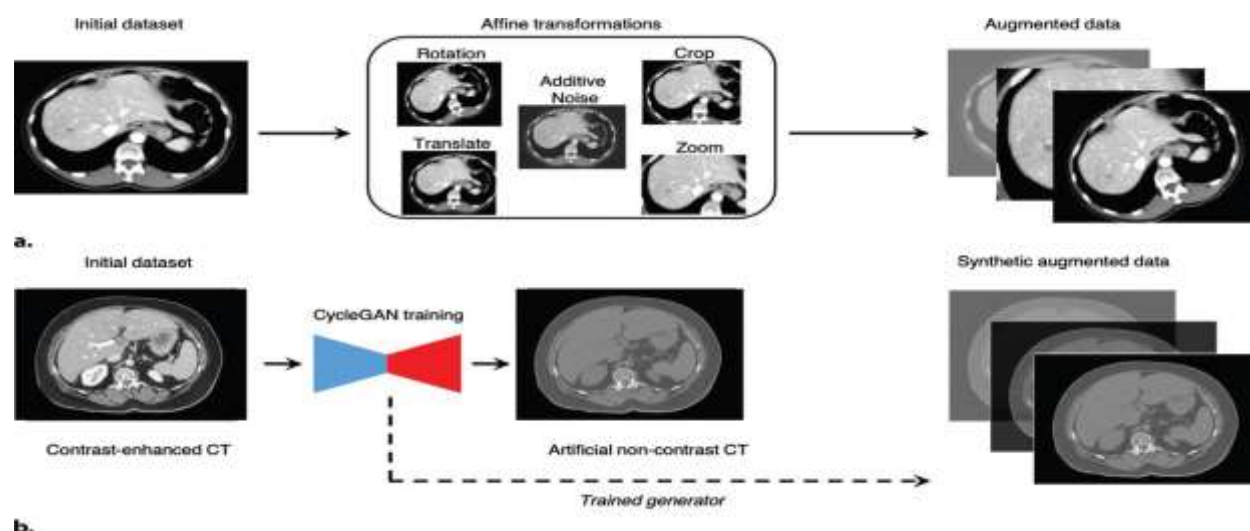 Initial dataset
Affine transformations
Augmented data
Rotation
Crop
Additive
Noise
Translate
Zoom
a.
Initial dataset
Synthetic augmented data
CycleGAN training
Contrast-enhanced CT
Artificial non-contrast CT
Trained generator
b.